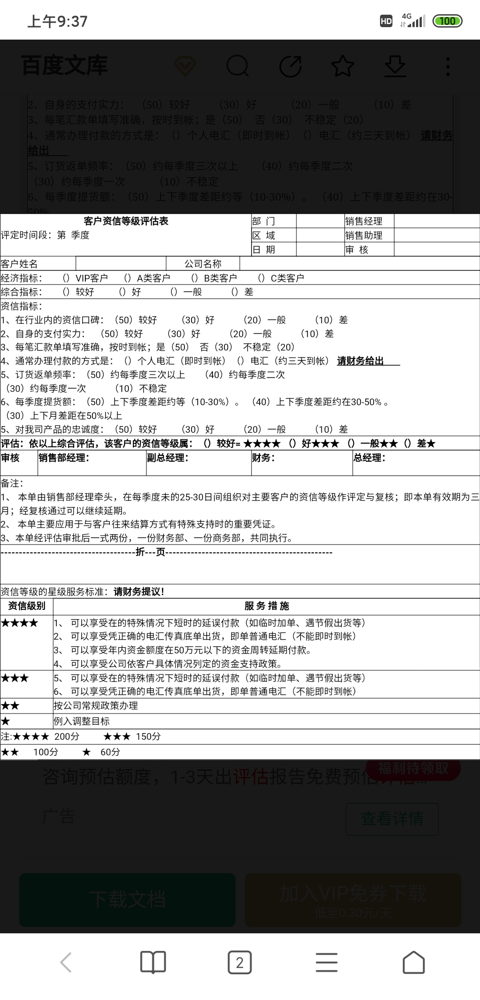 上午9:37
HD
4G
100
百度文库
2、自身的支付实力： （50）较好 （30）好 （20）一般 （10）差
3、每笔汇款单填写准确，按时到帐；是（50） 否（30） 不稳定（20）
4、通常办理付款的方式是：（）个人电汇（即时到帐）（）电汇（约三天到帐） 请财务
给出
5、订货返单频率：（50）约每季度三次以上 （40）约每季度二次
（30）约每季度一次 （10）不稳定
6、每季度提货额：（50）上下季度差距约等（10-30%）。 （40）上下季度差距约在30-
50%
客户资信等级评估表 部 门 销售经理
评定时间段：第 季度 区 域 销售助理
日 期 审 核
客户姓名 公司名称
经济指标： （）VIP客户 （）A类客户 （）B类客户 （）C类客户
综合指标： （）较好 （）好 （）一般 （）差
资信指标：
1、在行业内的资信口碑：（50）较好 （30）好 （20）一般 （10）差
2、自身的支付实力： （50）较好 （30）好 （20）一般 （10）差
3、每笔汇款单填写准确，按时到帐；是（50） 否（30） 不稳定（20）
4、通常办理付款的方式是：（）个人电汇（即时到帐）（）电汇（约三天到帐） 请财务给出
5、订货返单频率：（50）约每季度三次以上 （40）约每季度二次
（30）约每季度一次 （10）不稳定
6、每季度提货额：（50）上下季度差距约等（10-30%）。 （40）上下季度差距约在30-50% 。
（30）上下月差距在50%以上
5、对我司产品的忠诚度：（50）较好 （30）好 （20）一般 （10）差
评估：依以上综合评估，该客户的资信等级属：（）较好= ★★★★ （）好★★★ （）一般★★（）差★
审核 销售部经理： 副总经理： 财务： 总经理：
备注：
1、 本单由销售部经理牵头，在每季度未的25-30日间组织对主要客户的资信等级作评定与复核；即本单有效期为三
月；经复核通过可以继续延期。
2、 本单主要应用于与客户往来结算方式有特殊支持时的重要凭证。
3、本单经评估审批后一式两份，一份财务部、一份商务部，共同执行。
-------------------------------------折---页----------------------------------------------
资信等级的星级服务标准：请财务提议！
资信级别 服 务 措 施
★★★★ 1、 可以享受在的特殊情况下短时的延误付款（如临时加单、遇节假出货等）
2、 可以享受凭正确的电汇传真底单出货，即单普通电汇（不能即时到帐）
3、 可以享受年内资金额度在50万元以下的资金周转延期付款。
4、 可以享受公司依客户具体情况列定的资金支持政策。
★★★ 5、 可以享受在的特殊情况下短时的延误付款（如临时加单、遇节假出货等）
6、 可以享受凭正确的电汇传真底单出货，即单普通电汇（不能即时到帐）
★★ 按公司常规政策办理
★ 例入调整目标
注:★★★★ 200分 ★★★ 150分
★★ 100分 ★ 60分
福利待领取
咨询预估额度，1-3天出评估报告免费预估评估...
广告 查看详情
下载文档 加入VIP免券下载
低至0.30元/天
2